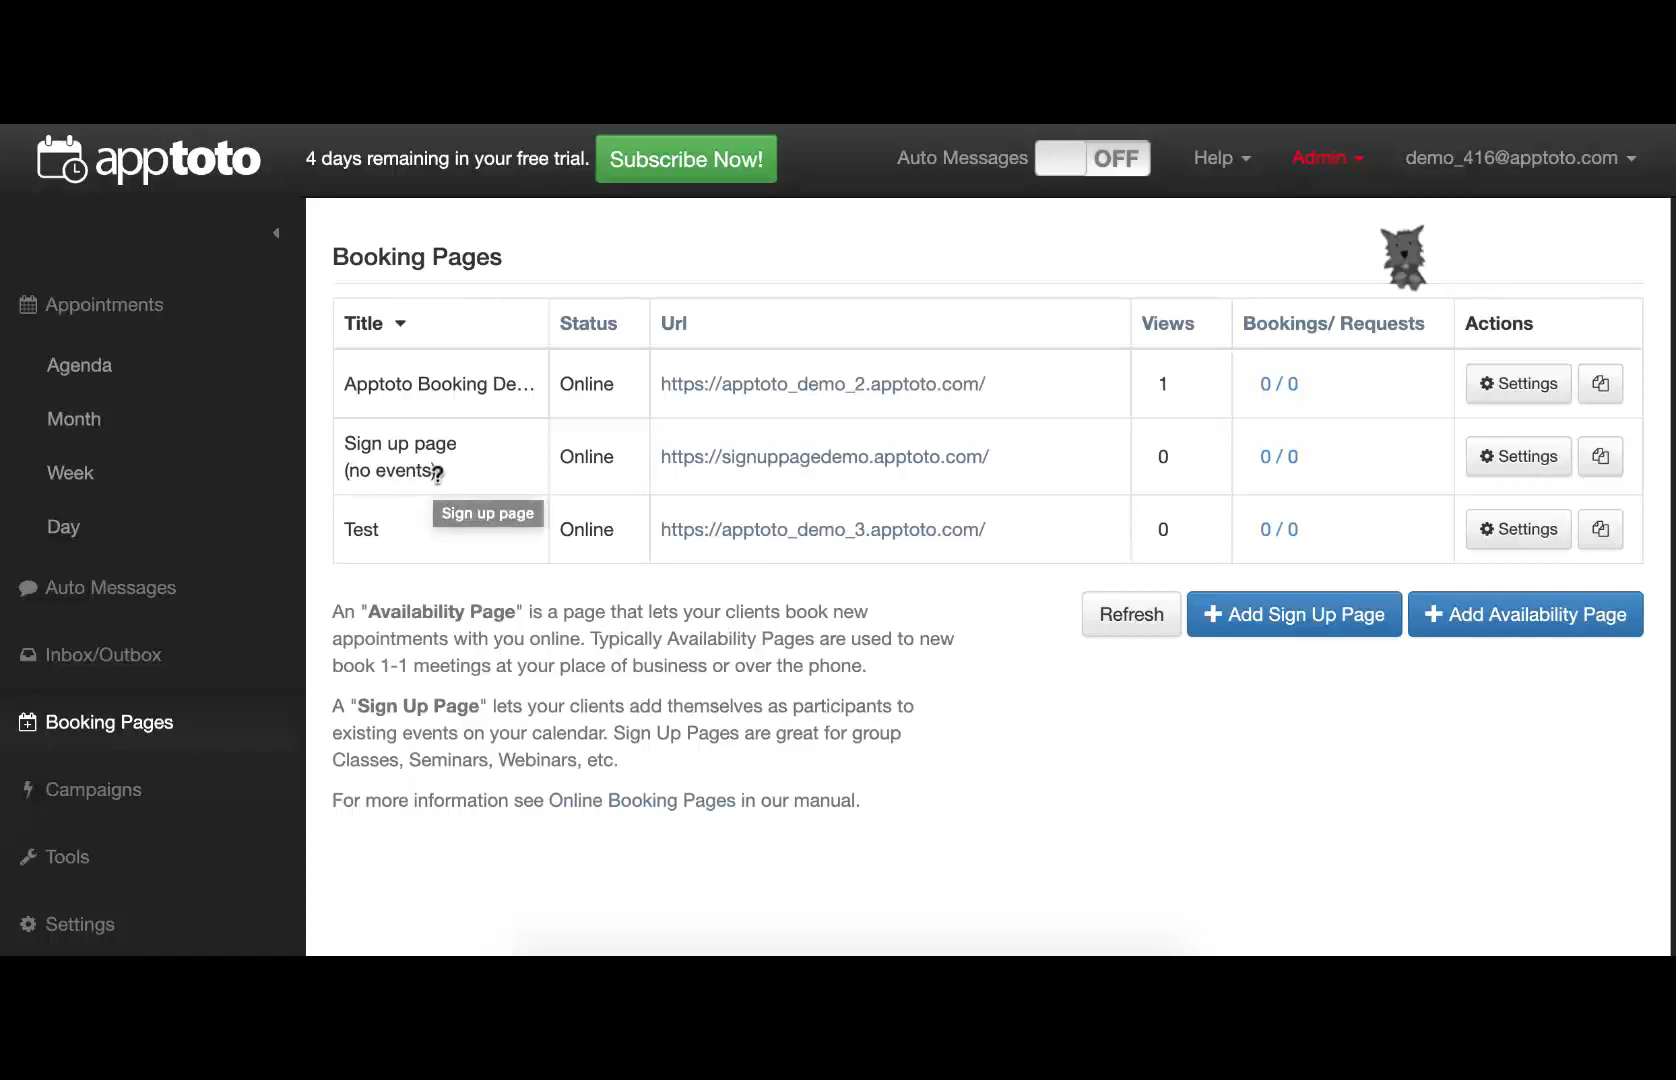 apptoto
4 days remaining in your free trial.
Subscribe Now!
Auto Messages
OFF
Help
Admin
demo_416@apptoto.com
Appointments
Agenda
Month
Week
Day
Auto Messages
Inbox/Outbox
Booking Pages
Campaigns
Tools
Settings
Booking Pages
Title Status Url Views Bookings/ Requests Actions
Apptoto Booking De... Online https://apptoto_demo_2.apptoto.com/ 1 0 / 0 Settings
Sign up page
(no events) Online https://signuppagedemo.apptoto.com/ 0 0 / 0 Settings
Sign up page
Test Online https://apptoto_demo_3.apptoto.com/ 0 0 / 0 Settings
Refresh
Add Sign Up Page
Add Availability Page
An "Availability Page" is a page that lets your clients book new
appointments with you online. Typically Availability Pages are used to new
book 1-1 meetings at your place of business or over the phone.
A "Sign Up Page" lets your clients add themselves as participants to
existing events on your calendar. Sign Up Pages are great for group
Classes, Seminars, Webinars, etc.
For more information see Online Booking Pages in our manual.